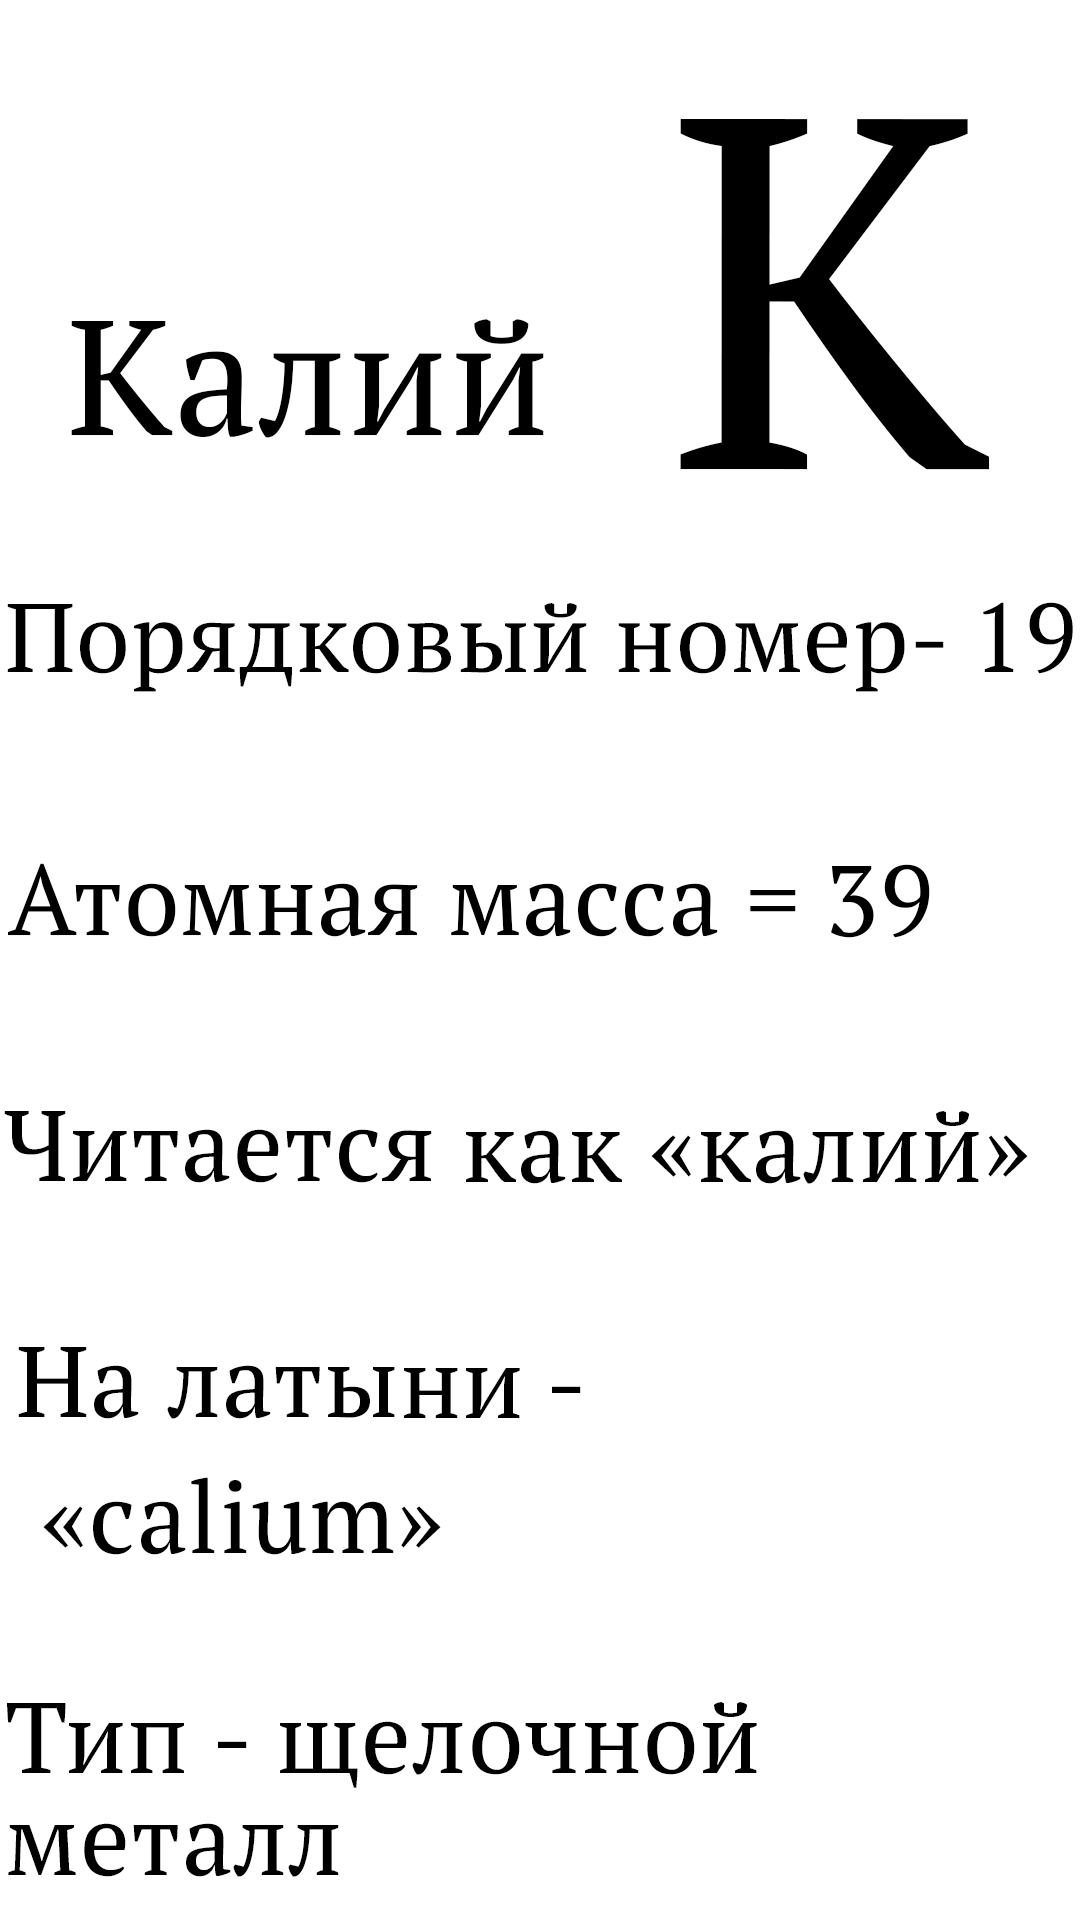 Калий К
Порядковый номер- 19
Атомная масса = 39
Читается как «калий»
На латыни -
«calium»
Тип - щелочной
металл